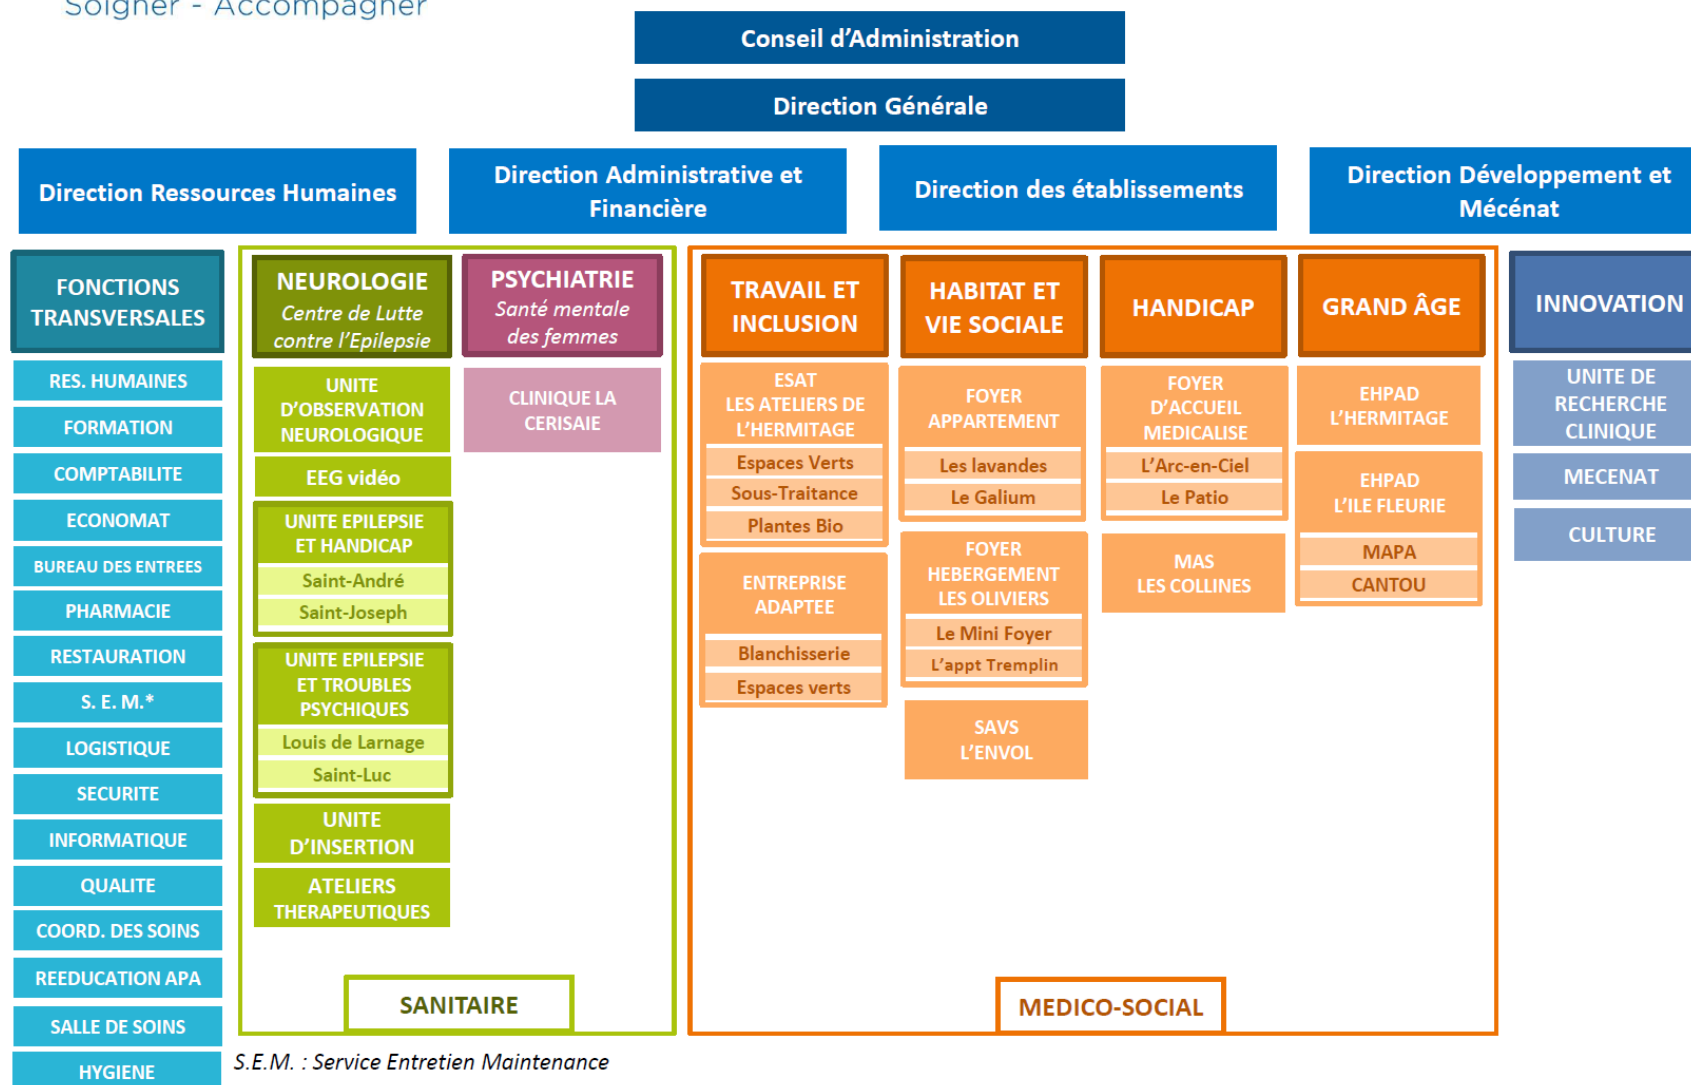 Soigner - Accompagner
Conseil d'Administration
Direction Générale
Direction Ressources Humaines
Direction Administrative et
Financière
Direction des établissements
Direction Développement et
Mécénat
FONCTIONS
TRANSVERSALES
RES. HUMAINES
FORMATION
COMPTABILITE
ECONOMAT
BUREAU DES ENTREES
PHARMACIE
RESTAURATION
S. E. M.*
LOGISTIQUE
SECURITE
INFORMATIQUE
QUALITE
COORD. DES SOINS
REEDUCATION APA
SALLE DE SOINS
HYGIENE
NEUROLOGIE
Centre de Lutte
contre l'Epilepsie
UNITE
D'OBSERVATION
NEUROLOGIQUE
EEG vidéo
UNITE EPILEPSIE
ET HANDICAP
Saint-André
Saint-Joseph
UNITE EPILEPSIE
ET TROUBLES
PSYCHIQUES
Louis de Larnage
Saint-Luc
UNITE
D'INSERTION
ATELIERS
THERAPEUTIQUES
PSYCHIATRIE
Santé mentale
des femmes
CLINIQUE LA
CERISAIE
SANITAIRE
TRAVAIL ET
INCLUSION
ESAT
LES ATELIERS DE
L'HERMITAGE
Espaces Verts
Sous-Traitance
Plantes Bio
ENTREPRISE
ADAPTEE
Blanchisserie
Espaces verts
HABITAT ET
VIE SOCIALE
FOYER
APPARTEMENT
Les lavandes
Le Galium
FOYER
HEBERGEMENT
LES OLIVIERS
Le Mini Foyer
L'appt Tremplin
SAVS
L'ENVOL
HANDICAP
FOYER
D'ACCUEIL
MEDICALISE
L'Arc-en-Ciel
Le Patio
MAS
LES COLLINES
GRAND ÂGE
EHPAD
L'HERMITAGE
EHPAD
L'ILE FLEURIE
MAPA
CANTOU
MEDICO-SOCIAL
INNOVATION
UNITE DE
RECHERCHE
CLINIQUE
MECENAT
CULTURE
S.E.M. : Service Entretien Maintenance